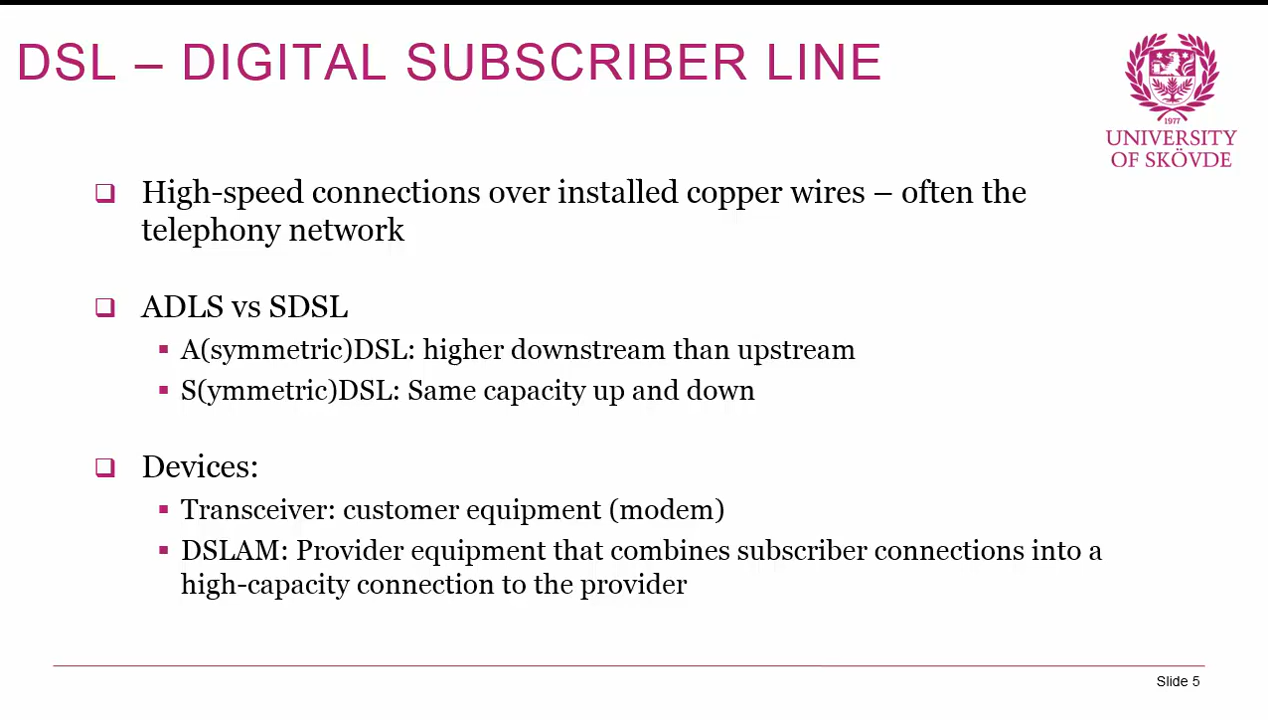 DSL – DIGITAL SUBSCRIBER LINE
1977
UNIVERSITY
OF SKÖVDE
High-speed connections over installed copper wires – often the
telephony network
ADLS vs SDSL
A(symmetric)DSL: higher downstream than upstream
S(ymmetric)DSL: Same capacity up and down
Devices:
Transceiver: customer equipment (modem)
DSLAM: Provider equipment that combines subscriber connections into a
high-capacity connection to the provider
Slide 5